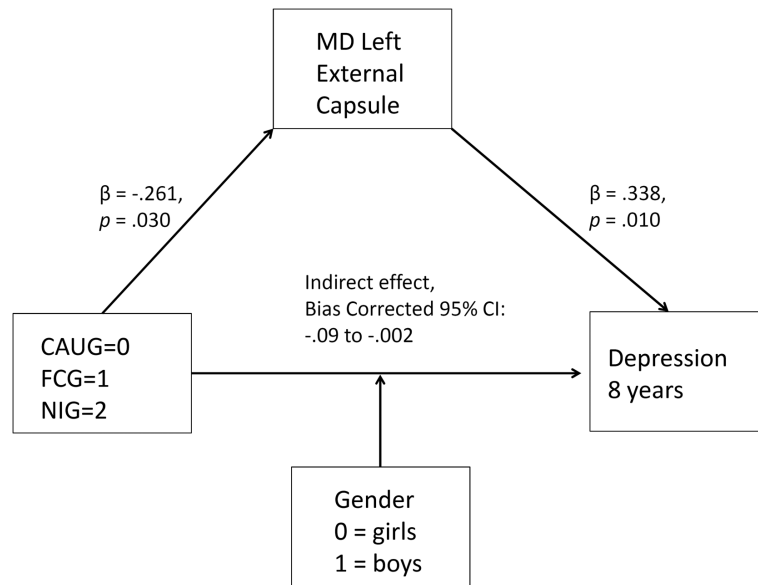 MD Left
External
Capsule
β = -.261,
p = .030
β = .338,
p = .010
Indirect effect,
Bias Corrected 95% CI:
-.09 to -.002
CAUG=0
FCG=1
NIG=2
Depression
8 years
Gender
0 = girls
1 = boys